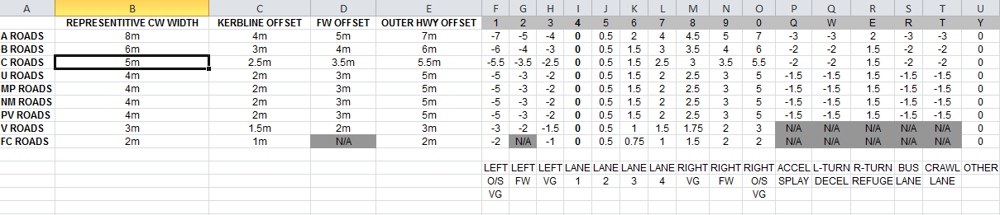 A B C D E F G H I J K L M N O P Q R S T U
REPRESENTITIVE CW WIDTH KERBLINE OFFSET FW OFFSET OUTER HWY OFFSET 1 2 3 4 5 6 7 8 9 0 Q W E R T Y
A ROADS 8m 4m 5m 7m -7 -5 -4 0 0.5 2 4 4.5 5 7 -3 -3 2 -3 -3 0
B ROADS 6m 3m 4m 6m -6 -4 -3 0 0.5 1.5 3 3.5 4 6 -2 -2 1.5 -2 -2 0
C ROADS 5m 2.5m 3.5m 5.5m -5.5 -3.5 -2.5 0 0.5 1.5 2.5 3 3.5 5.5 -2 -2 1.5 -2 -2 0
U ROADS 4m 2m 3m 5m -5 -3 -2 0 0.5 1.5 2 2.5 3 5 -1.5 -1.5 1.5 -1.5 -1.5 0
MP ROADS 4m 2m 3m 5m -5 -3 -2 0 0.5 1.5 2 2.5 3 5 -1.5 -1.5 1.5 -1.5 -1.5 0
NM ROADS 4m 2m 3m 5m -5 -3 -2 0 0.5 1.5 2 2.5 3 5 -1.5 -1.5 1.5 -1.5 -1.5 0
PV ROADS 4m 2m 3m 5m -5 -3 -2 0 0.5 1.5 2 2.5 3 5 -1.5 -1.5 1.5 -1.5 -1.5 0
V ROADS 3m 1.5m 2m 3m -3 -2 -1.5 0 0.5 1 1.5 1.75 2 3 N/A N/A N/A N/A N/A 0
FC ROADS 2m 1m N/A 2m -2 N/A -1 0 0.5 0.75 1 1.5 2 2 N/A N/A N/A N/A N/A 0
LEFT LEFT LEFT LANE LANE LANE LANE RIGHT RIGHT RIGHT ACCEL L-TURN R-TURN BUS CRAWL OTHER
O/S FW VG 1 2 3 4 VG FW O/S SPLAY DECEL REFUGE LANE LANE
VG VG